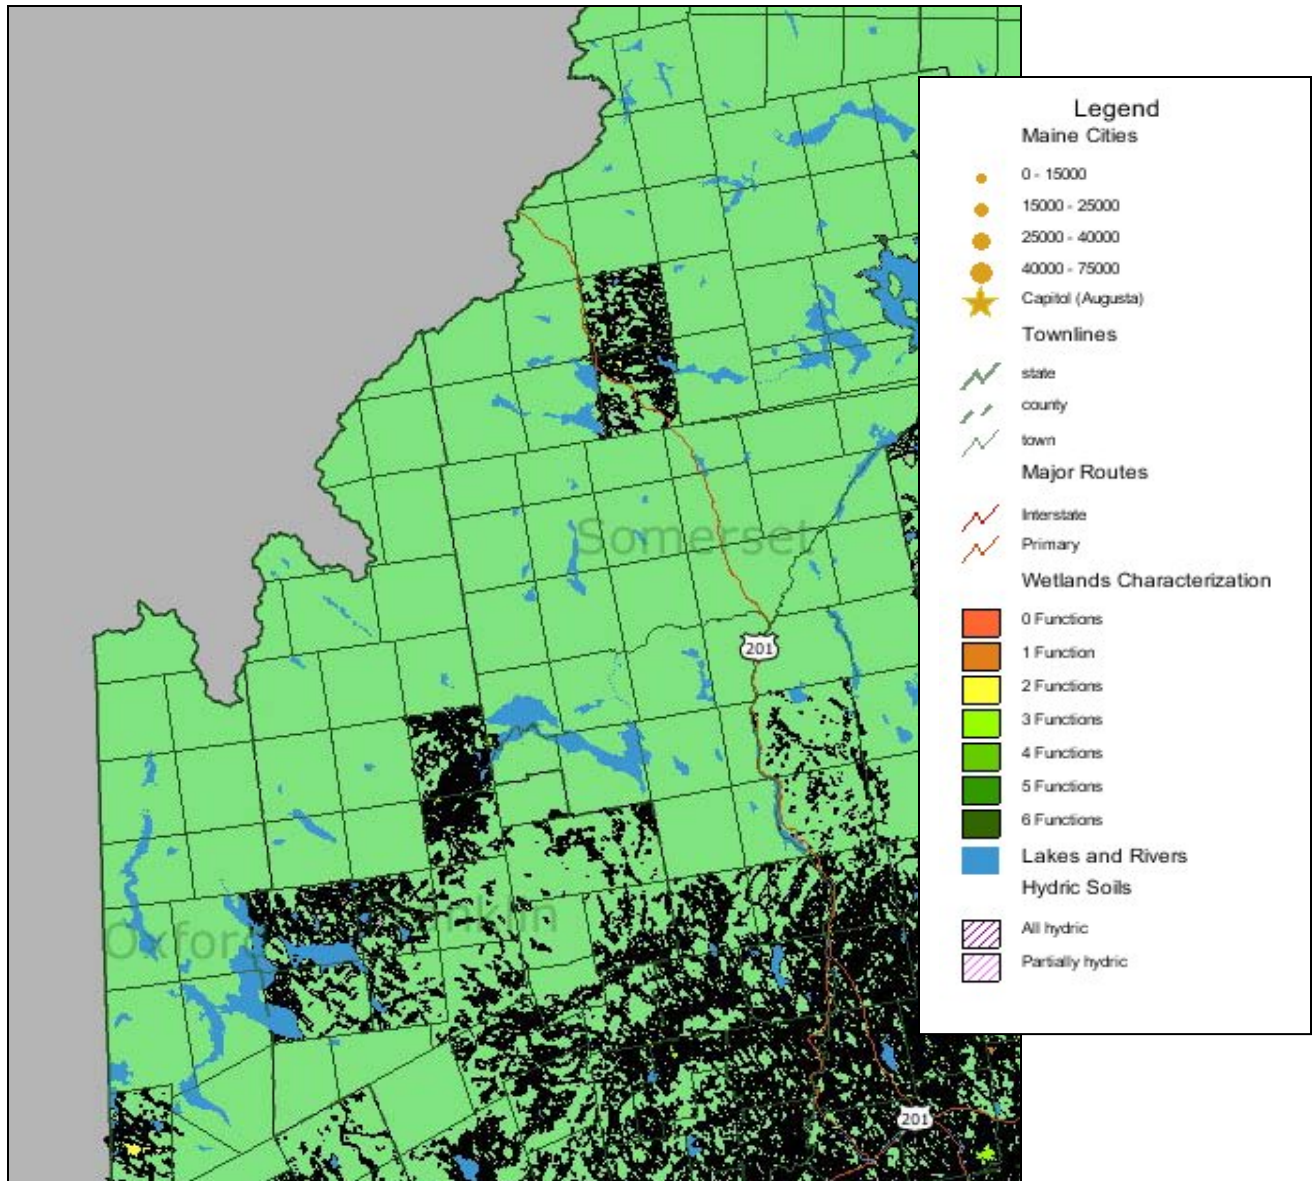 Legend
Maine Cities
0 - 15000
15000 - 25000
25000 - 40000
40000 - 75000
Capitol (Augusta)
Townlines
state
county
town
Major Routes
Interstate
Primary
Wetlands Characterization
0 Functions
1 Function
2 Functions
3 Functions
4 Functions
5 Functions
6 Functions
Lakes and Rivers
Hydric Soils
All hydric
Partially hydric
Somerset
201
Oxford
201